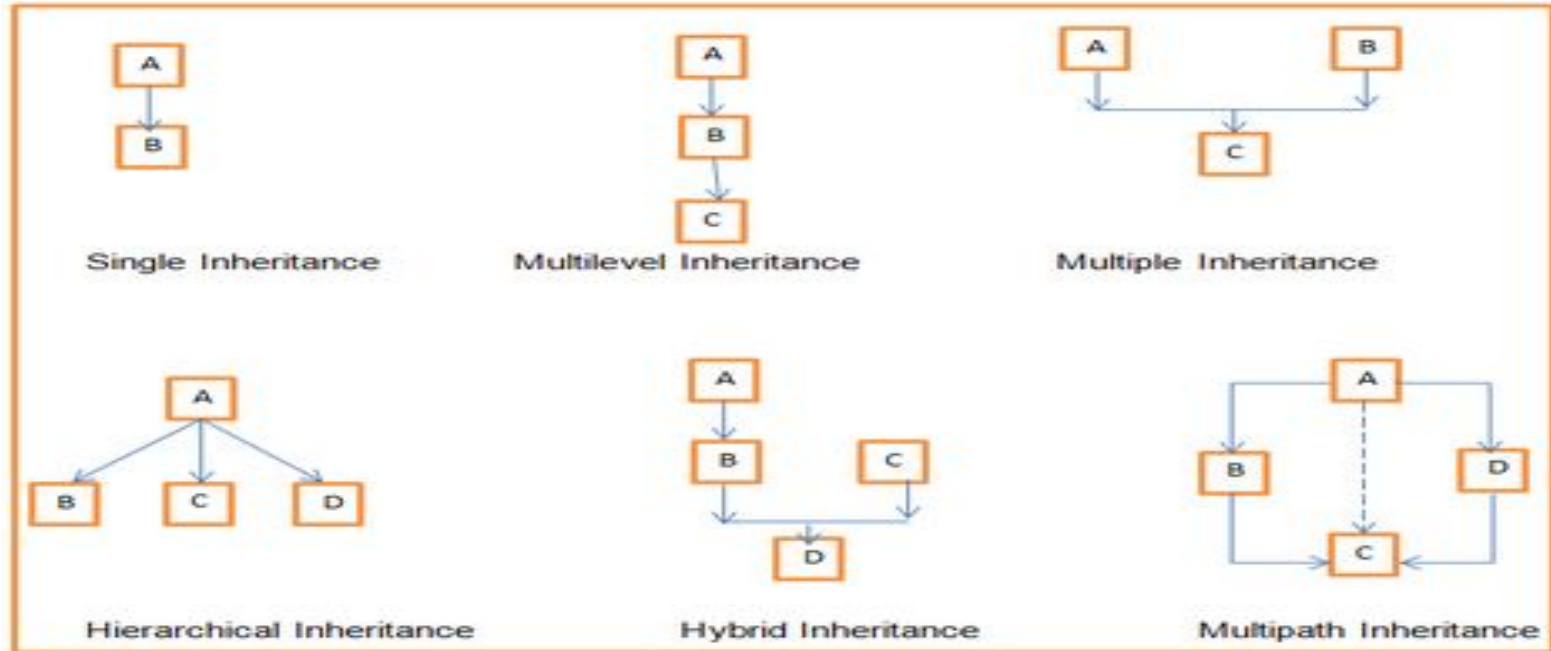 A
B
Single Inheritance
A
B
C
Multilevel Inheritance
A B
C
Multiple Inheritance
A
B C D
Hierarchical Inheritance
A
B C
D
Hybrid Inheritance
A
B D
C
Multipath Inheritance